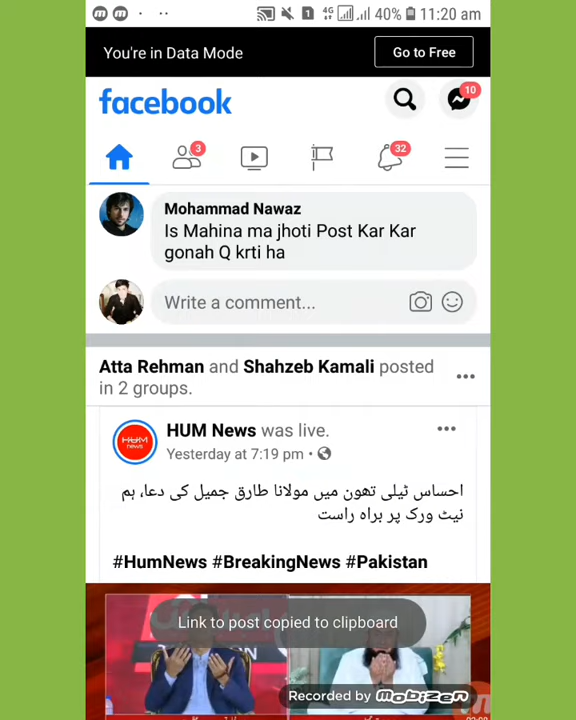 40% 11:20 am
You're in Data Mode
Go to Free
facebook
10
3
32
Mohammad Nawaz
Is Mahina ma jhoti Post Kar Kar
gonah Q krti ha
Write a comment...
Atta Rehman and Shahzeb Kamali posted
in 2 groups.
HUM News was live.
Yesterday at 7:19 pm
احساس ٹیلی تھون میں مولانا طارق جمیل کی دعا، ہم
نیٹ ورک پر براہ راست
#HumNews #BreakingNews #Pakistan
Link to post copied to clipboard
Recorded by mobizen